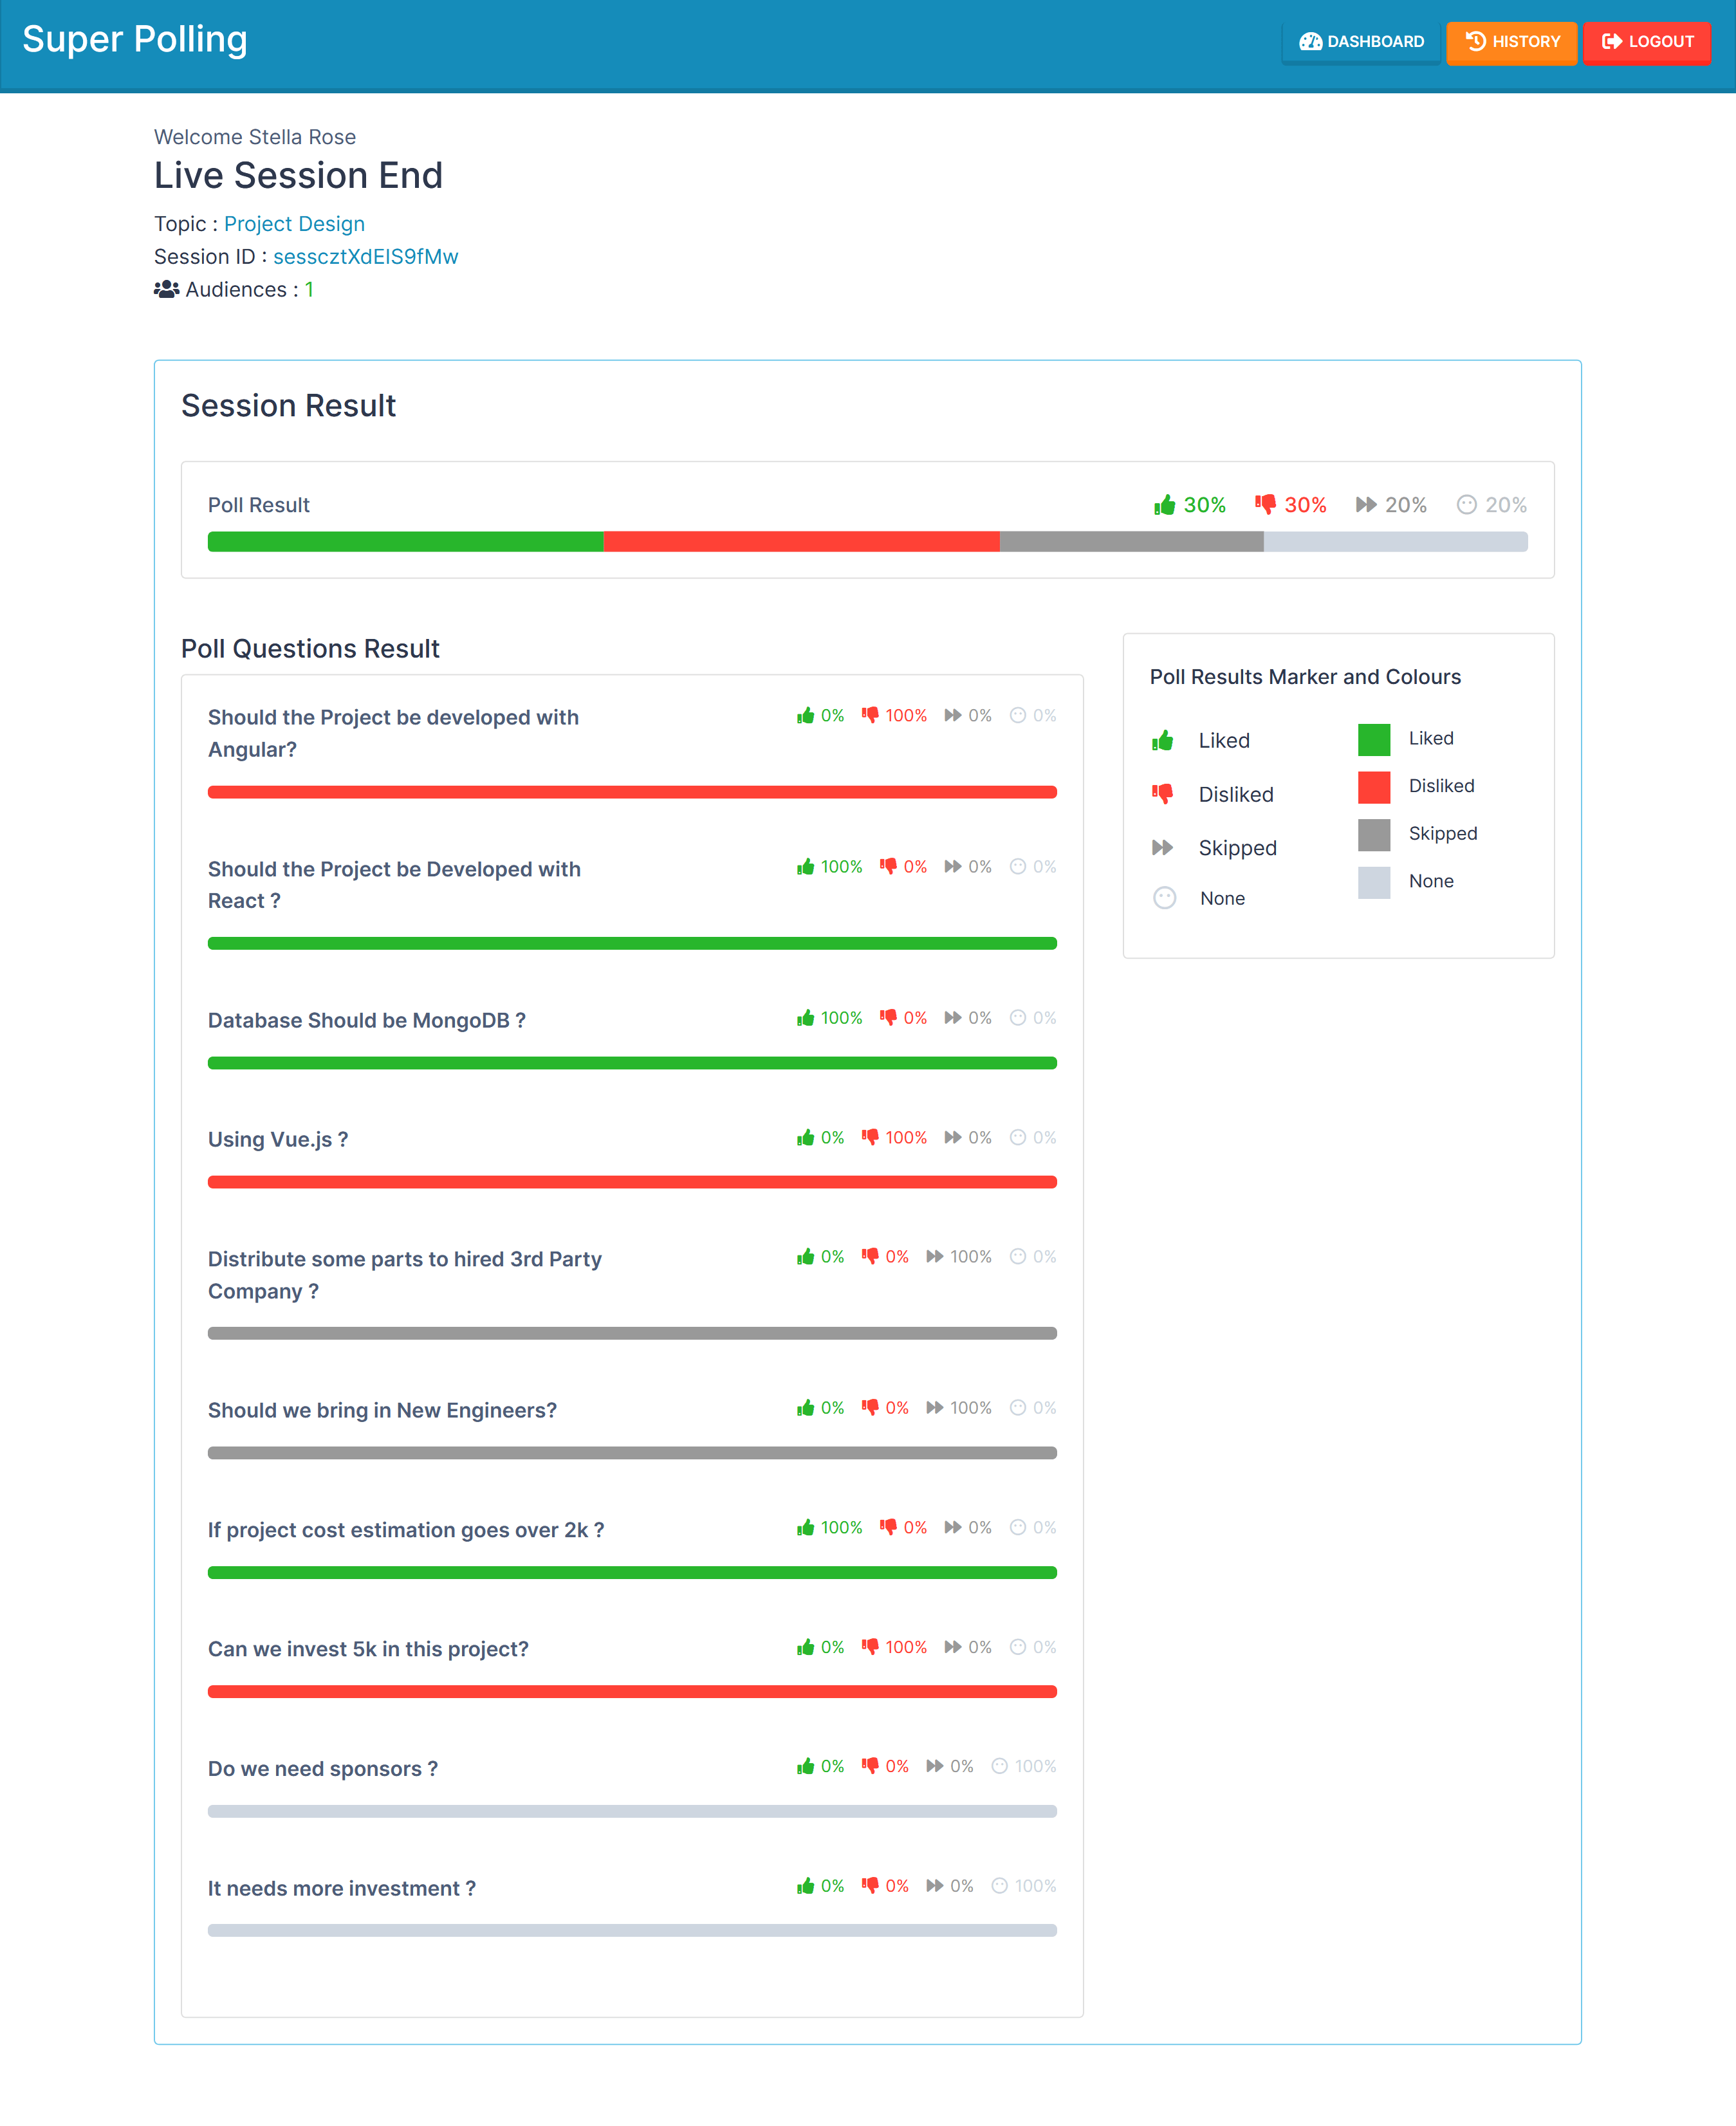 Super Polling
DASHBOARD
HISTORY
LOGOUT
Welcome Stella Rose
Live Session End
Topic : Project Design
Session ID : sesscztXdEIS9fMw
Audiences : 1
Session Result
Poll Result
30% 30% 20% 20%
Poll Questions Result
Should the Project be developed with
Angular?
0% 100% 0% 0%
Should the Project be Developed with
React ?
100% 0% 0% 0%
Database Should be MongoDB ?
100% 0% 0% 0%
Using Vue.js ?
0% 100% 0% 0%
Distribute some parts to hired 3rd Party
Company ?
0% 0% 100% 0%
Should we bring in New Engineers?
0% 0% 100% 0%
If project cost estimation goes over 2k ?
100% 0% 0% 0%
Can we invest 5k in this project?
0% 100% 0% 0%
Do we need sponsors ?
0% 0% 0% 100%
It needs more investment ?
0% 0% 0% 100%
Poll Results Marker and Colours
Liked
Disliked
Skipped
None
Liked
Disliked
Skipped
None